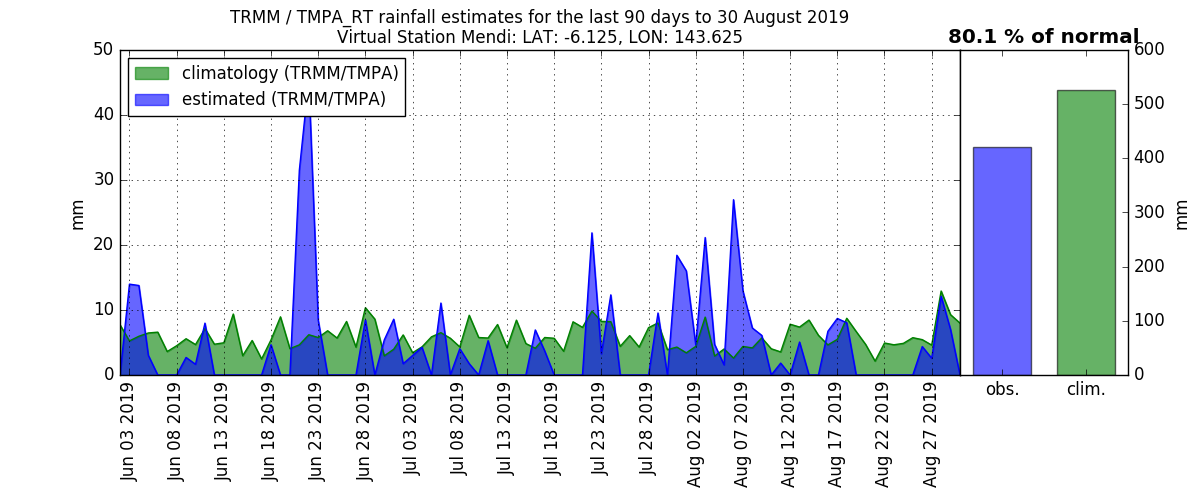 TRMM / TMPA_RT rainfall estimates for the last 90 days to 30 August 2019
Virtual Station Mendi: LAT: -6.125, LON: 143.625
80.1 % of normal
climatology (TRMM/TMPA)
estimated (TRMM/TMPA)
50
40
30
20
10
0
mm
Jun 03 2019
Jun 08 2019
Jun 13 2019
Jun 18 2019
Jun 23 2019
Jun 28 2019
Jul 03 2019
Jul 08 2019
Jul 13 2019
Jul 18 2019
Jul 23 2019
Jul 28 2019
Aug 02 2019
Aug 07 2019
Aug 12 2019
Aug 17 2019
Aug 22 2019
Aug 27 2019
obs.
clim.
600
500
400
300
200
100
0
mm